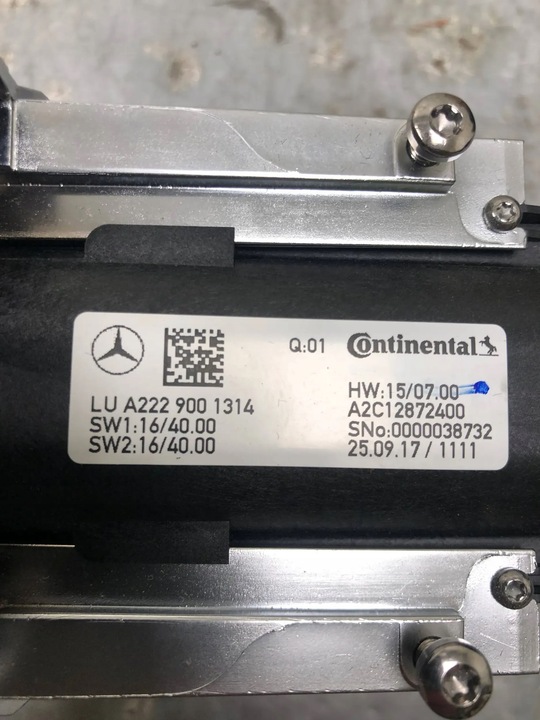 Q:01 Continental
HW:15/07.00
LU A222 900 1314 A2C12872400
SW1:16/40.00 SNo:0000038732
SW2:16/40.00 25.09.17 / 1111